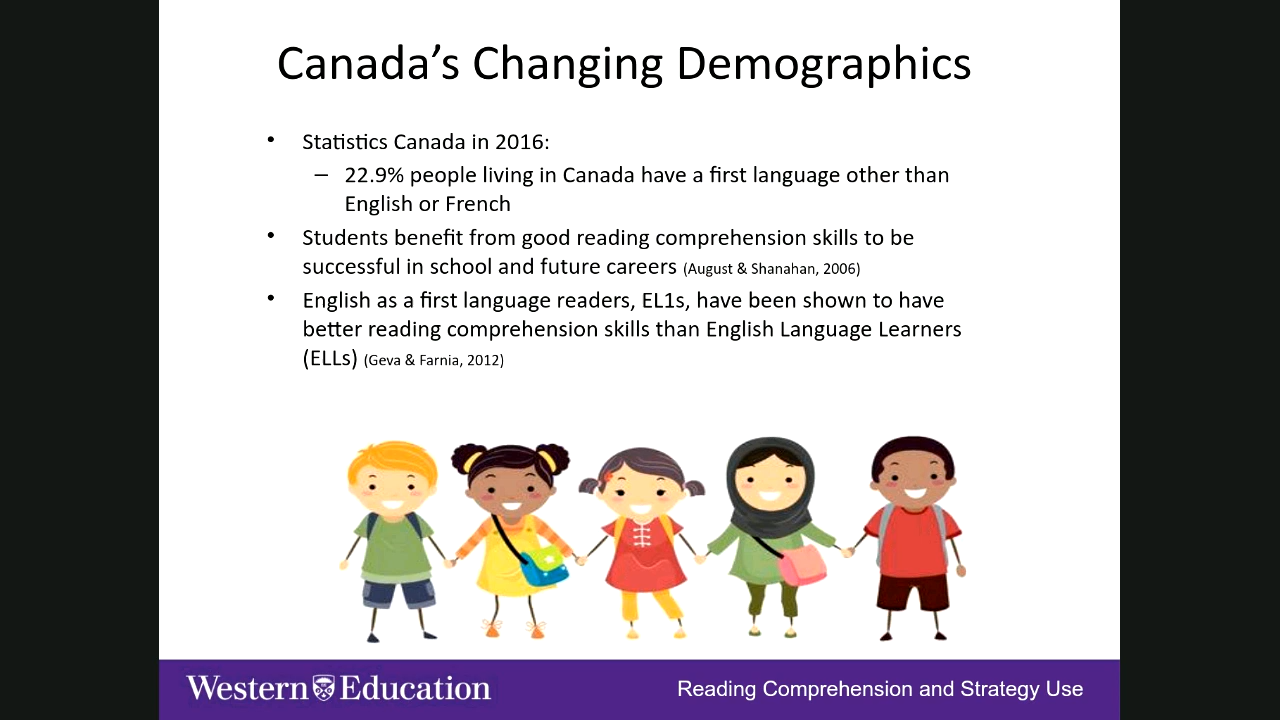 Canada’s Changing Demographics
• Statistics Canada in 2016:
– 22.9% people living in Canada have a first language other than
English or French
• Students benefit from good reading comprehension skills to be
successful in school and future careers (August & Shanahan, 2006)
• English as a first language readers, EL1s, have been shown to have
better reading comprehension skills than English Language Learners
(ELLs) (Geva & Farnia, 2012)
Western Education
Reading Comprehension and Strategy Use